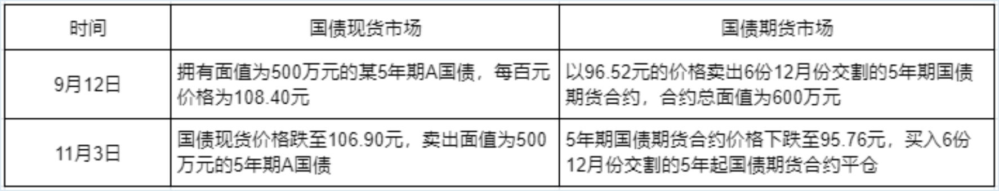 时间
国债现货市场
国债期货市场
9月12日
拥有面值为500万元的某5年期A国债，每百元
价格为108.40元
以96.52元的价格卖出6份12月份交割的5年期国债
期货合约，合约总面值为600万元
11月3日
国债现货价格跌至106.90元，卖出面值为500
万元的5年期A国债
5年期国债期货合约价格下跌至95.76元，买入6份
12月份交割的5年起国债期货合约平仓